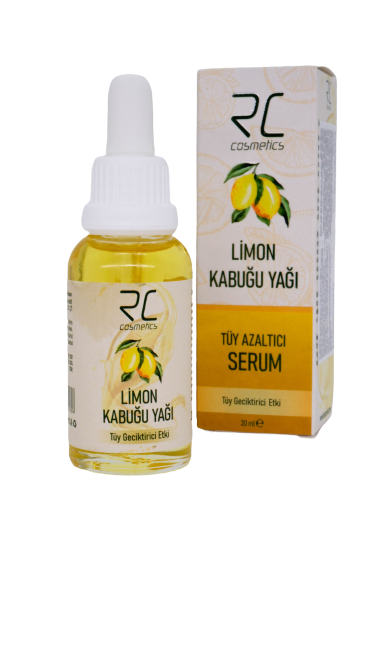 RC
cosmetics
LİMON
KABUĞU YAĞI
Tüy Geciktirici Etki
RC
cosmetics
LİMON
KABUĞU YAĞI
TÜY AZALTICI
SERUM
Tüy Geciktirici Etki
20 ml ℮